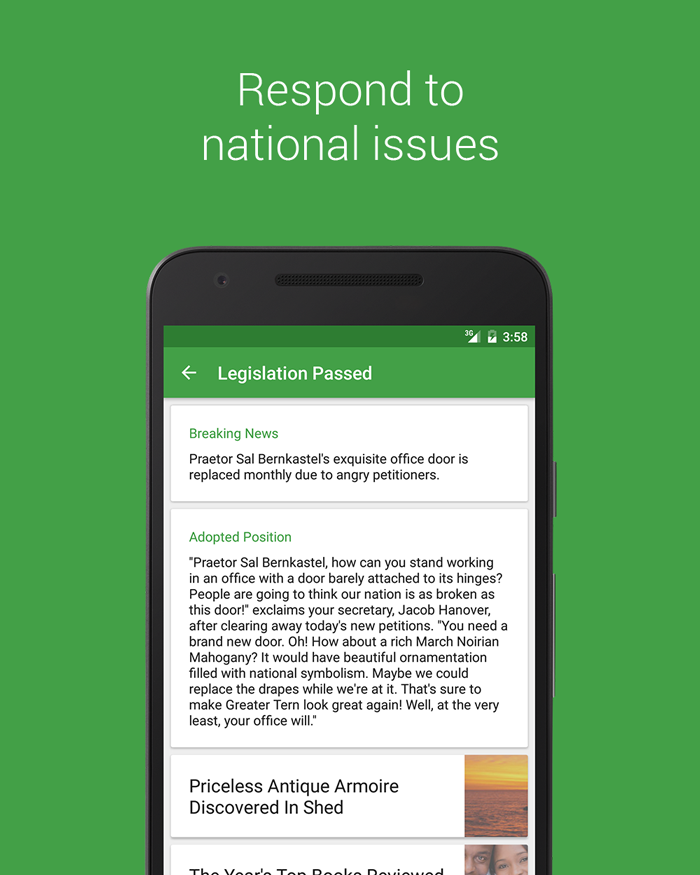 Respond to
national issues
3G
3:58
Legislation Passed
Breaking News
Praetor Sal Bernkastel's exquisite office door is
replaced monthly due to angry petitioners.
Adopted Position
"Praetor Sal Bernkastel, how can you stand working
in an office with a door barely attached to its hinges?
People are going to think our nation is as broken as
this door!" exclaims your secretary, Jacob Hanover,
after clearing away today's new petitions. "You need a
brand new door. Oh! How about a rich March Noirian
Mahogany? It would have beautiful ornamentation
filled with national symbolism. Maybe we could
replace the drapes while we're at it. That's sure to
make Greater Tern look great again! Well, at the very
least, your office will."
Priceless Antique Armoire
Discovered In Shed
The Year's Top Books Reviewed